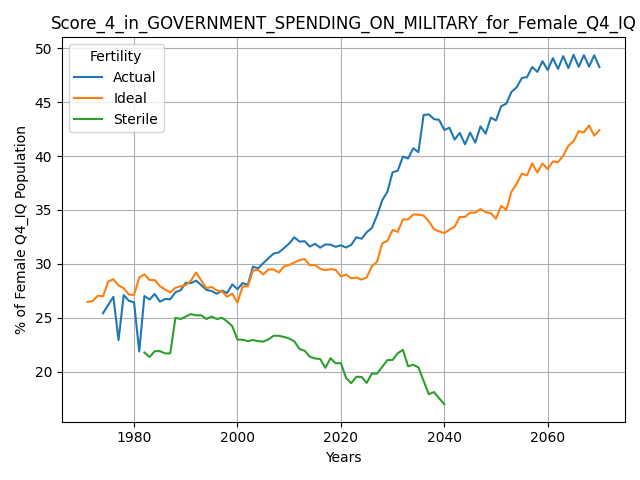 Score_4_in_GOVERNMENT_SPENDING_ON_MILITARY_for_Female_Q4_IQ
Fertility
Actual
Ideal
Sterile
% of Female Q4_IQ Population
50
45
40
35
30
25
20
1980
2000
2020
2040
2060
Years